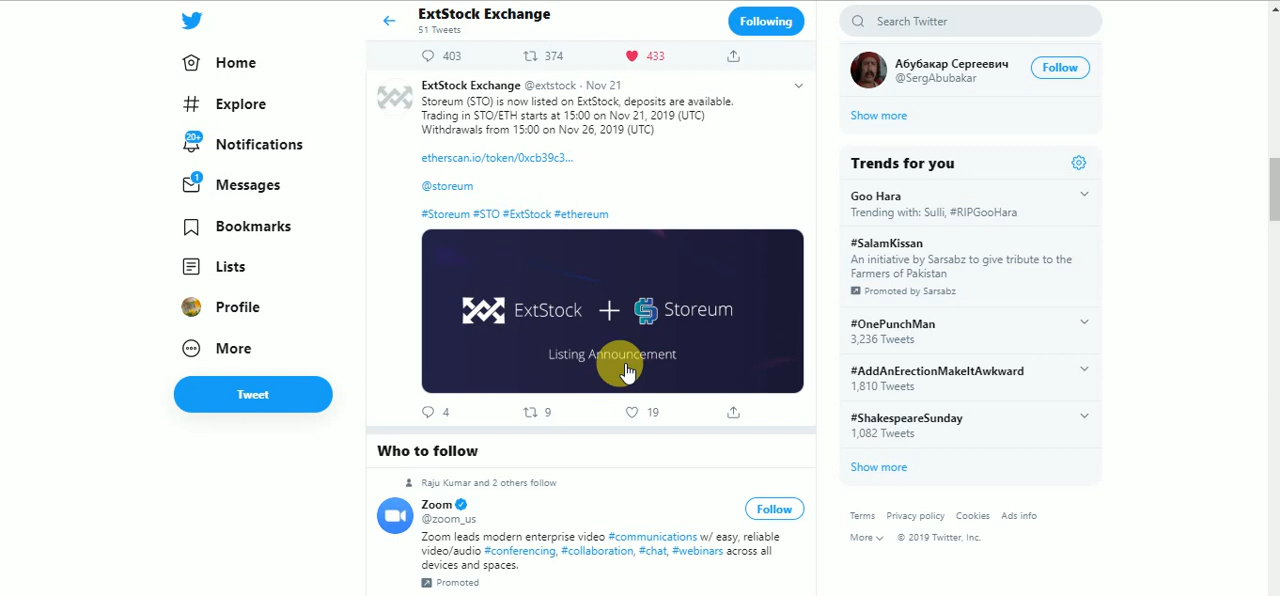 Home
Explore
20+
Notifications
1
Messages
Bookmarks
Lists
Profile
More
Tweet
ExtStock Exchange
51 Tweets
Following
403 374 433
ExtStock Exchange @extstock · Nov 21
Storeum (STO) is now listed on ExtStock, deposits are available.
Trading in STO/ETH starts at 15:00 on Nov 21, 2019 (UTC)
Withdrawals from 15:00 on Nov 26, 2019 (UTC)
etherscan.io/token/0xcb39c3...
@storeum
#Storeum #STO #ExtStock #ethereum
ExtStock + Storeum
Listing Announcement
4 9 19
Who to follow
Raju Kumar and 2 others follow
Zoom
@zoom_us
Follow
Zoom leads modern enterprise video #communications w/ easy, reliable
video/audio #conferencing, #collaboration, #chat, #webinars across all
devices and spaces.
Promoted
Search Twitter
Абубакар Сергеевич
@SergAbubakar
Follow
Show more
Trends for you
Goo Hara
Trending with: Sulli, #RIPGooHara
#SalamKissan
An initiative by Sarsabz to give tribute to the
Farmers of Pakistan
Promoted by Sarsabz
#OnePunchMan
3,236 Tweets
#AddAnErectionMakeItAwkward
1,810 Tweets
#ShakespeareSunday
1,082 Tweets
Show more
Terms Privacy policy Cookies Ads info
More © 2019 Twitter, Inc.